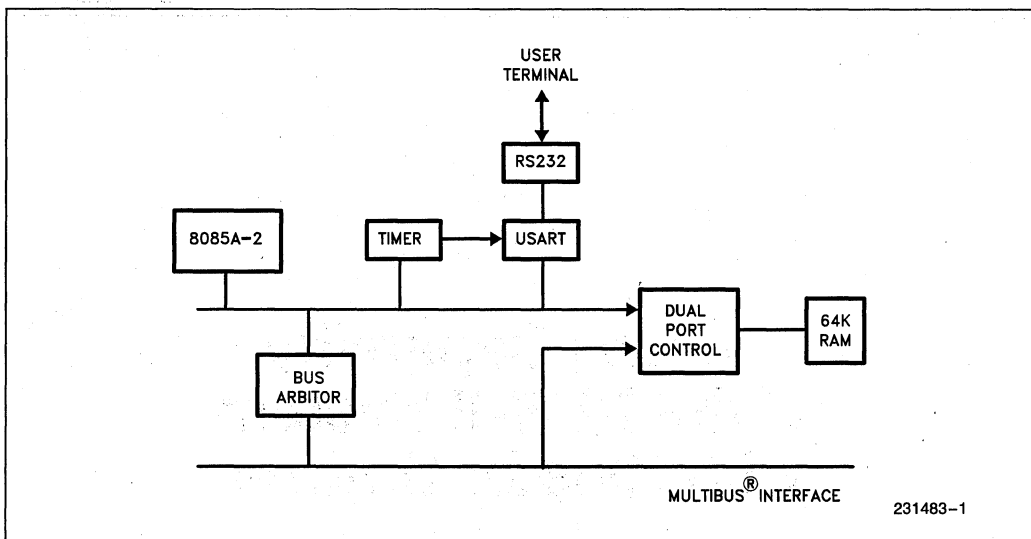 USER
TERMINAL
RS232
8085A-2
TIMER
USART
DUAL
PORT
CONTROL
64K
RAM
BUS
ARBITOR
MULTIBUS® INTERFACE
231483-1